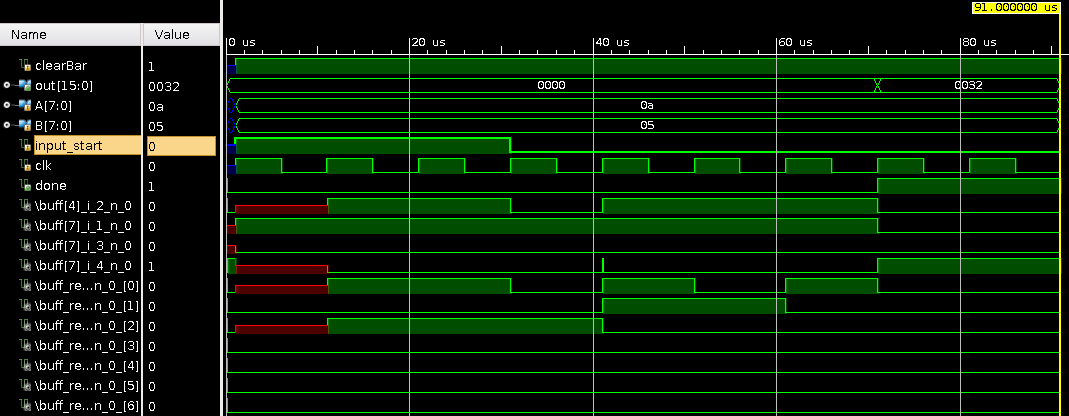 91.000000 us
Name Value
0 us 20 us 40 us 60 us 80 us
clearBar 1
out[15:0] 0032 0000 0032
A[7:0] 0a 0a
B[7:0] 05 05
input_start 0
clk 0
done 1
\buff[4]_i_2_n_0 0
\buff[7]_i_1_n_0 0
\buff[7]_i_3_n_0 0
\buff[7]_i_4_n_0 1
\buff_re...n_0_[0] 0
\buff_re...n_0_[1] 0
\buff_re...n_0_[2] 0
\buff_re...n_0_[3] 0
\buff_re...n_0_[4] 0
\buff_re...n_0_[5] 0
\buff_re...n_0_[6] 0